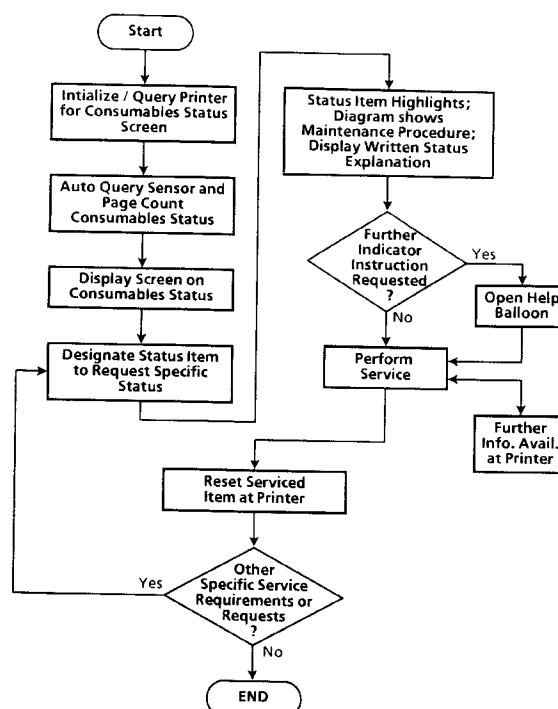 Start
Intialize / Query Printer
for Consumables Status
Screen
Auto Query Sensor and
Page Count
Consumables Status
Display Screen on
Consumables Status
Designate Status Item
to Request Specific
Status
Status Item Highlights;
Diagram shows
Maintenance Procedure;
Display Written Status
Explanation
Further
Indicator
Instruction
Requested
?
Yes
No
Open Help
Balloon
Perform
Service
Further
Info. Avail.
at Printer
Reset Serviced
Item at Printer
Other
Specific Service
Requirements or
Requests
?
Yes
No
END